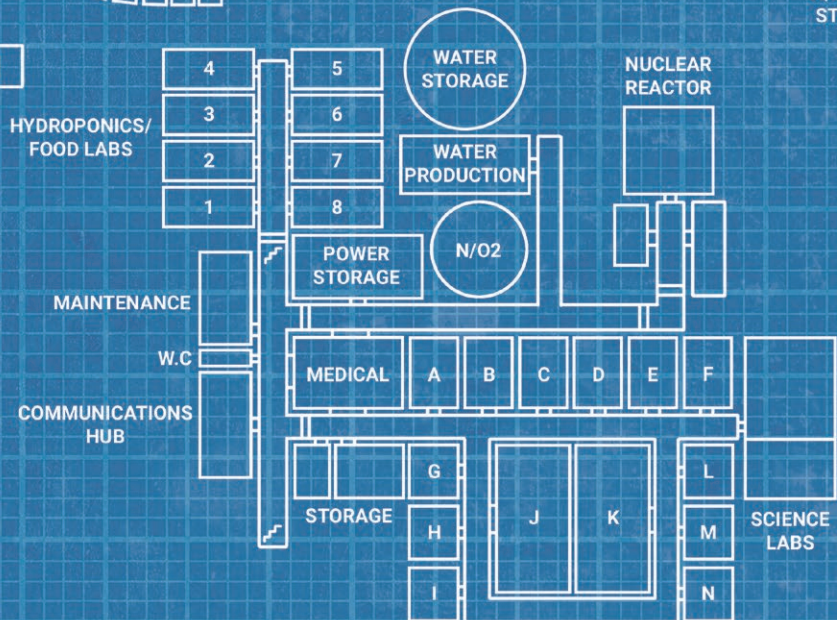 ST
4
5
WATER
STORAGE
NUCLEAR
REACTOR
3
6
HYDROPONICS/
FOOD LABS
2
7
WATER
PRODUCTION
1
8
POWER
STORAGE
N/O2
MAINTENANCE
W.C
MEDICAL
A
B
C
D
E
F
COMMUNICATIONS
HUB
G
L
STORAGE
J
K
SCIENCE
LABS
H
M
I
N